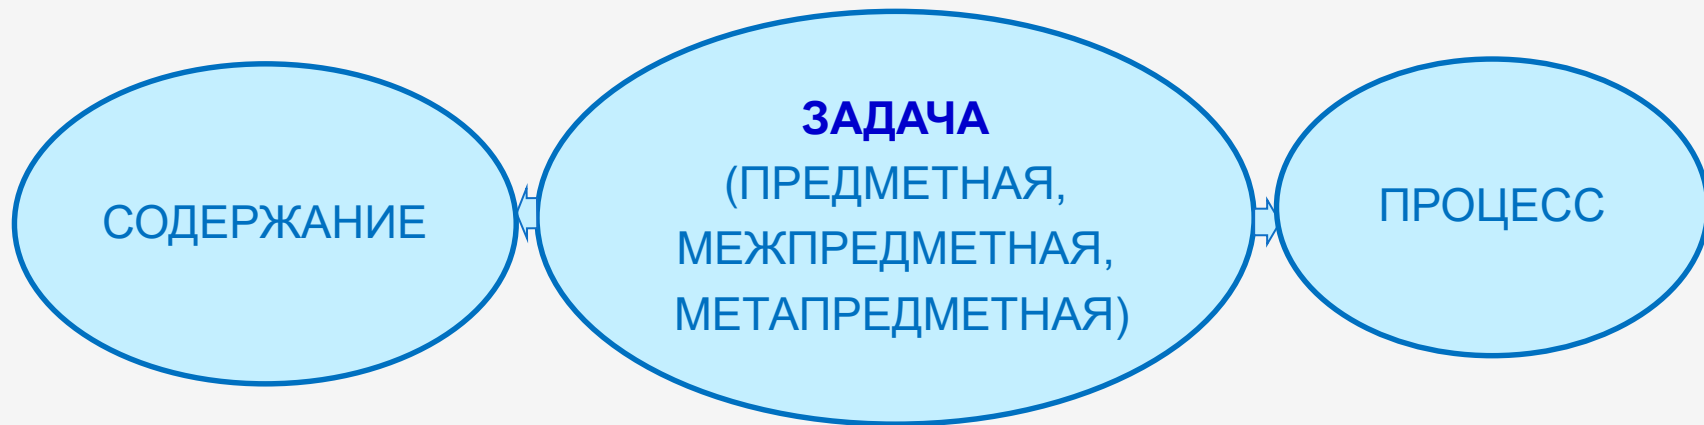 СОДЕРЖАНИЕ
ЗАДАЧА
(ПРЕДМЕТНАЯ,
МЕЖПРЕДМЕТНАЯ,
МЕТАПРЕДМЕТНАЯ)
ПРОЦЕСС